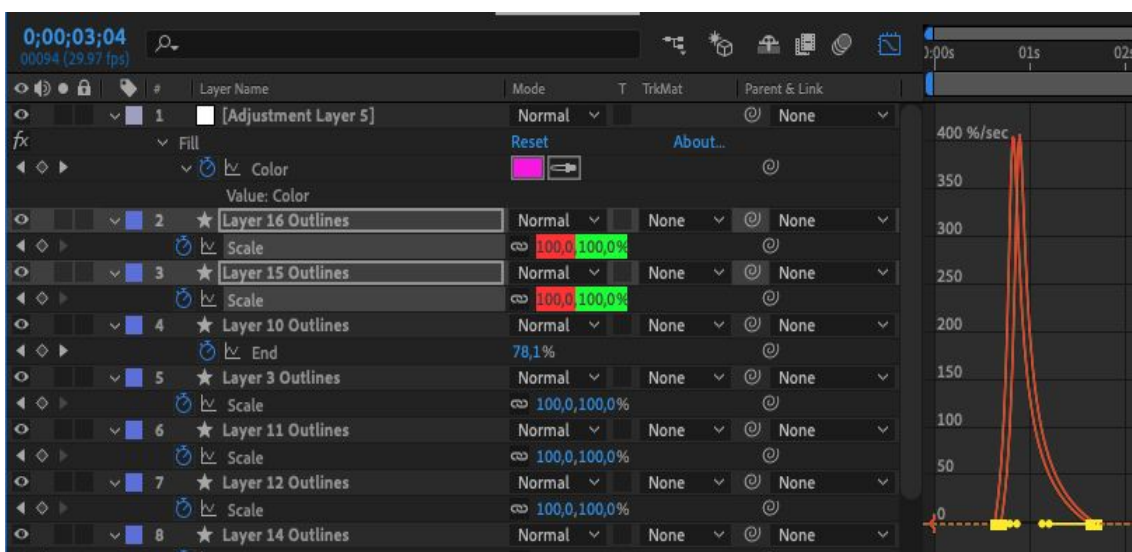 0;00;03;04
00094 (29.97 fps)
0:00s 01s 02s
# Layer Name Mode T TrkMat Parent & Link
1 [Adjustment Layer 5] Normal None
fx Fill Reset About...
Color
Value: Color
2 Layer 16 Outlines Normal None None
Scale 100,0,100,0%
3 Layer 15 Outlines Normal None None
Scale 100,0,100,0%
4 Layer 10 Outlines Normal None None
End 78,1%
5 Layer 3 Outlines Normal None None
Scale 100,0,100,0%
6 Layer 11 Outlines Normal None None
Scale 100,0,100,0%
7 Layer 12 Outlines Normal None None
Scale 100,0,100,0%
8 Layer 14 Outlines Normal None None
400 %/sec
350
300
250
200
150
100
50
0